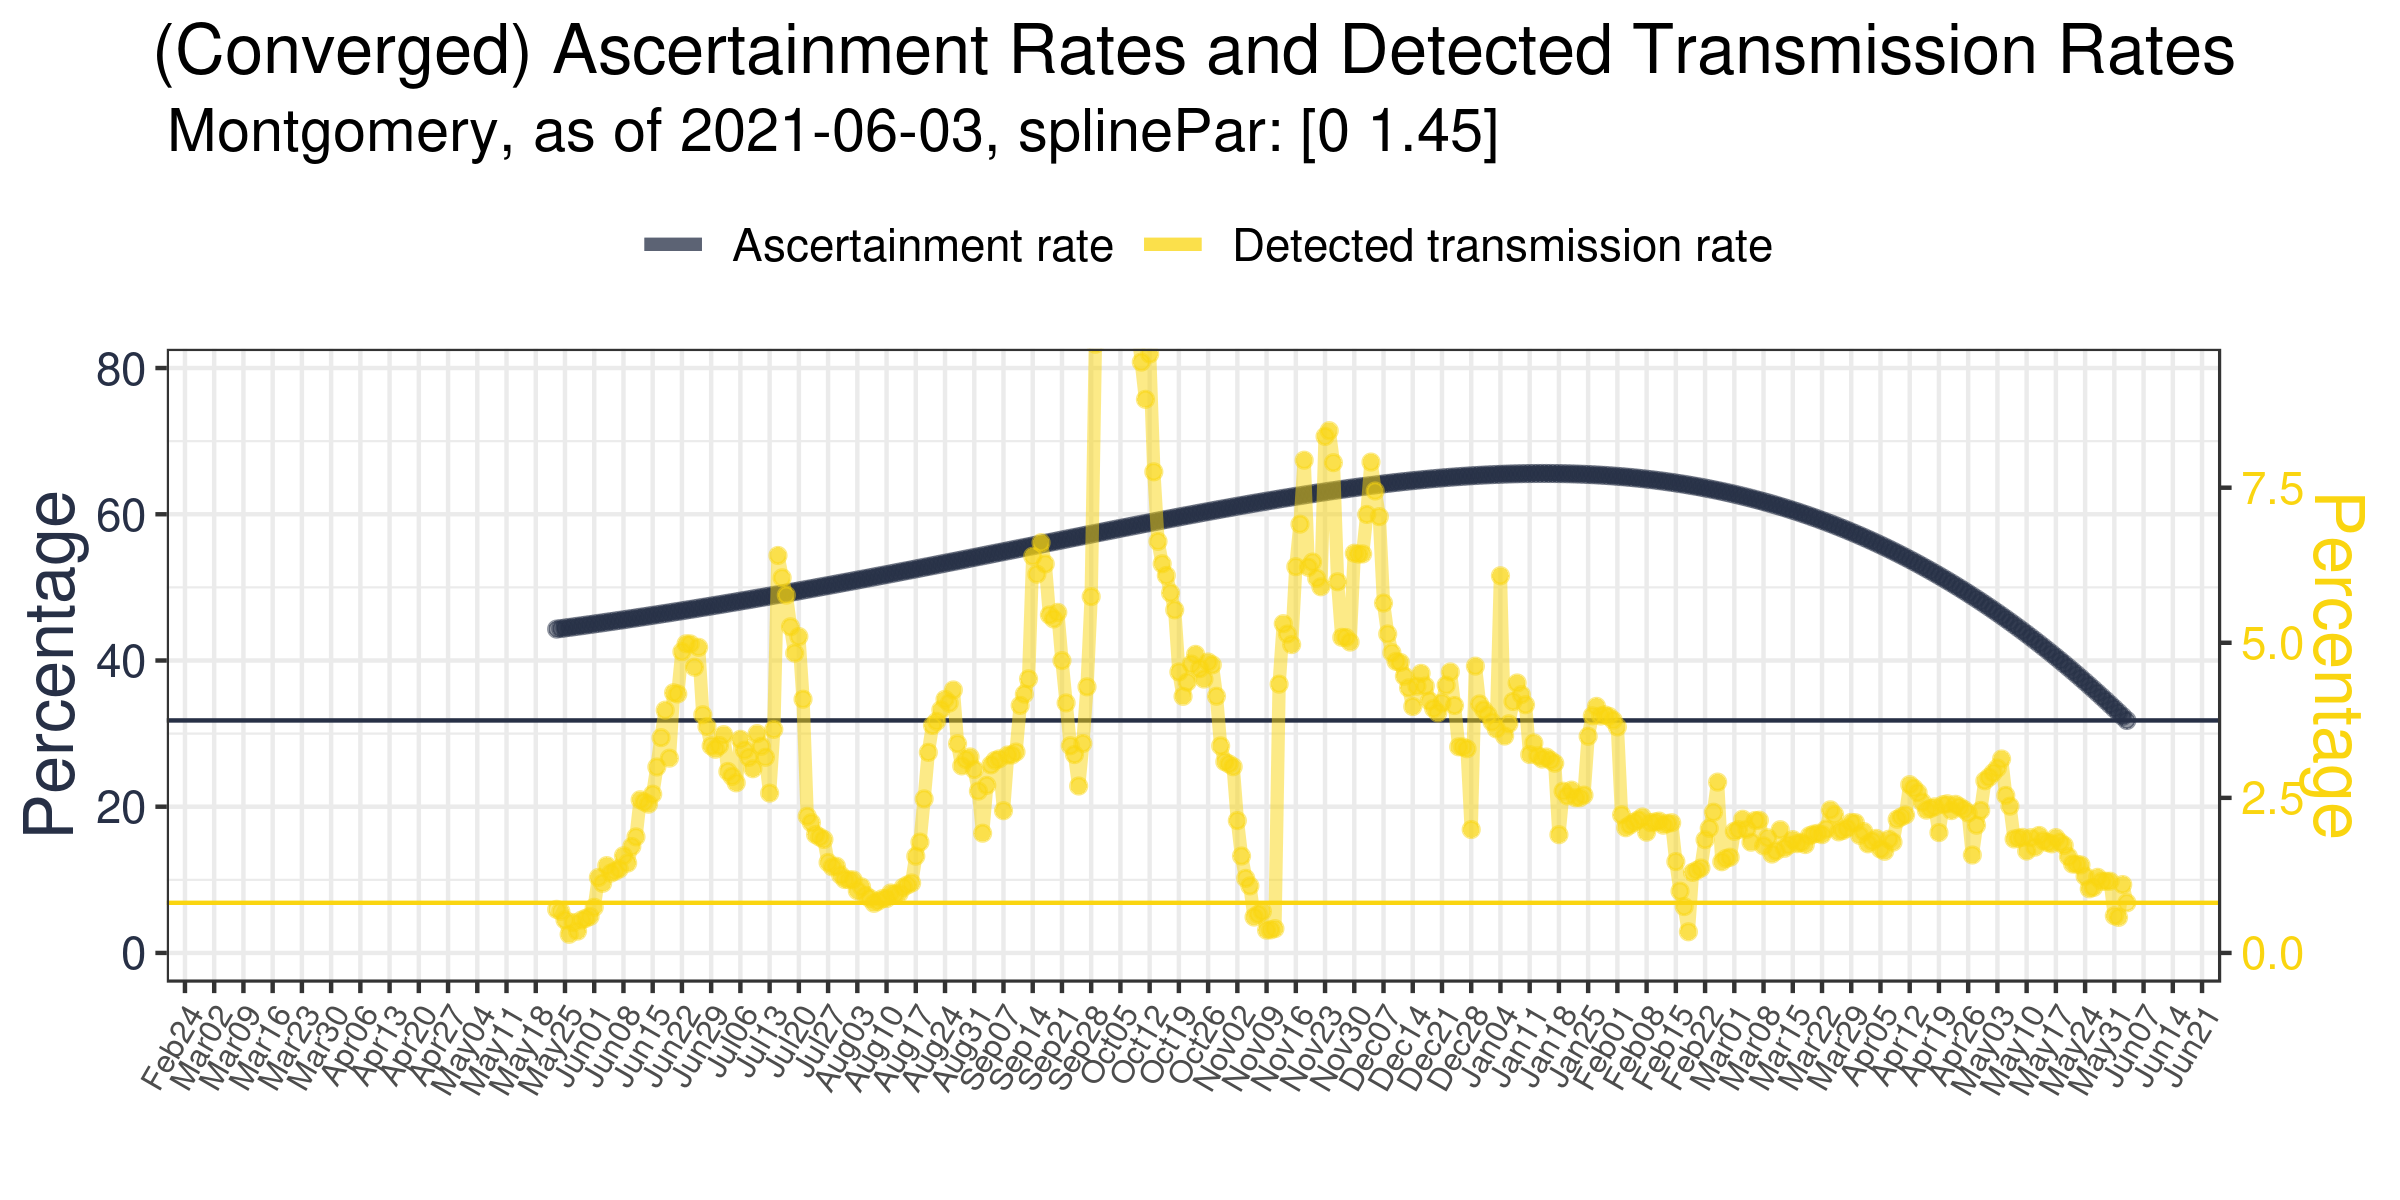 (Converged) Ascertainment Rates and Detected Transmission Rates
Montgomery, as of 2021-06-03, splinePar: [0 1.45]
Ascertainment rate
Detected transmission rate
Percentage
80
60
40
20
0
7.5
5.0
2.5
0.0
Percentage
Feb24
Mar02
Mar09
Mar16
Mar23
Mar30
Apr06
Apr13
Apr20
Apr27
May04
May11
May18
May25
Jun01
Jun08
Jun15
Jun22
Jun29
Jul06
Jul13
Jul20
Jul27
Aug03
Aug10
Aug17
Aug24
Aug31
Sep07
Sep14
Sep21
Sep28
Oct05
Oct12
Oct19
Oct26
Nov02
Nov09
Nov16
Nov23
Nov30
Dec07
Dec14
Dec21
Dec28
Jan04
Jan11
Jan18
Jan25
Feb01
Feb08
Feb15
Feb22
Mar01
Mar08
Mar15
Mar22
Mar29
Apr05
Apr12
Apr19
Apr26
May03
May10
May17
May24
May31
Jun07
Jun14
Jun21